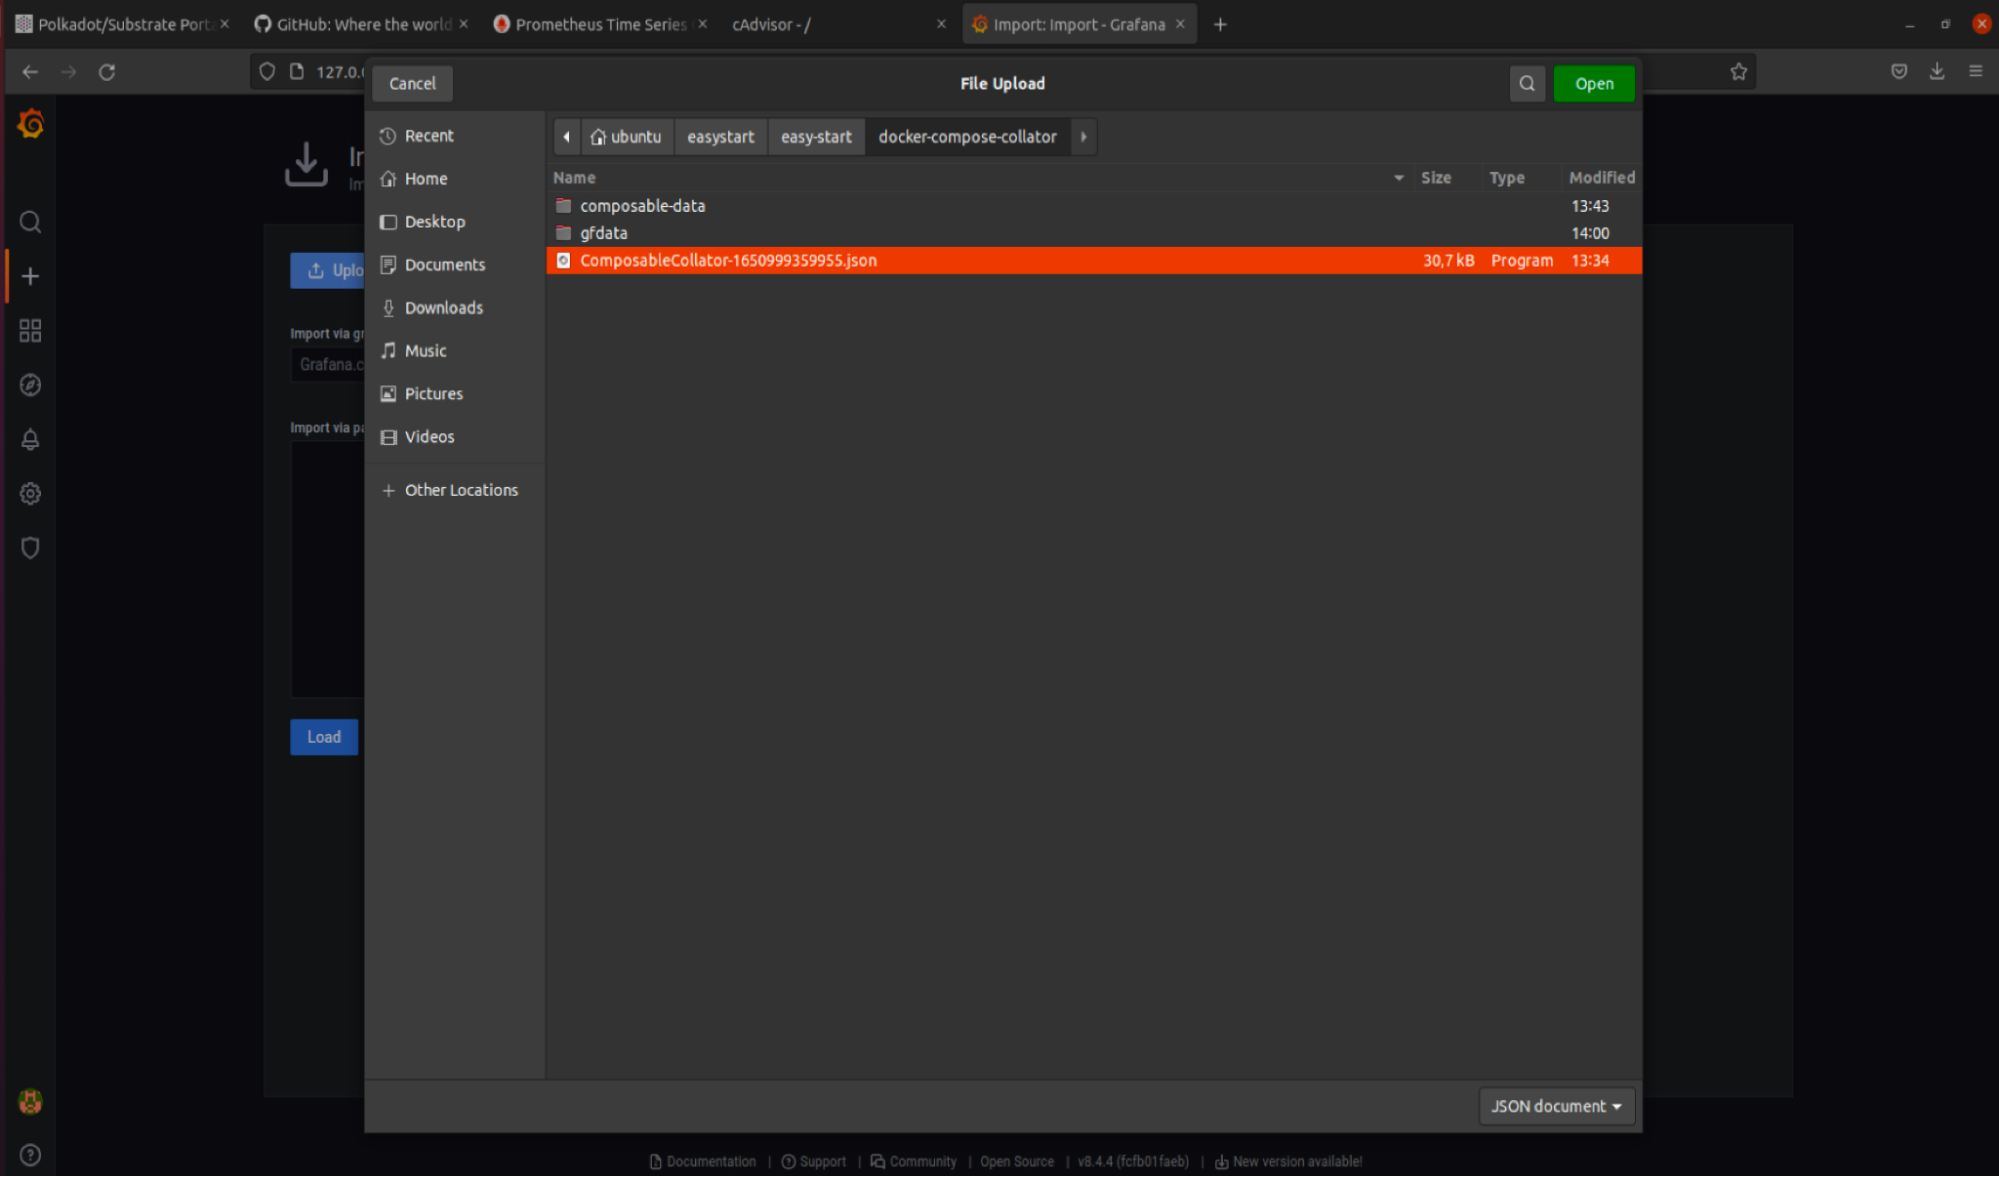 Polkadot/Substrate Porta GitHub: Where the world Prometheus Time Series cAdvisor - / Import: Import - Grafana
127.0.
Cancel File Upload Open
Recent
Home
Desktop
Documents
Downloads
Music
Pictures
Videos
Other Locations
ubuntu easystart easy-start docker-compose-collator
Name Size Type Modified
composable-data 13:43
gfdata 14:00
ComposableCollator-1650999359955.json 30,7 kB Program 13:34
Im
Uplo
Import via gr
Grafana.c
Import via pa
Load
JSON document
Documentation | Support | Community | Open Source | v8.4.4 (fcfb01faeb) | New version available!